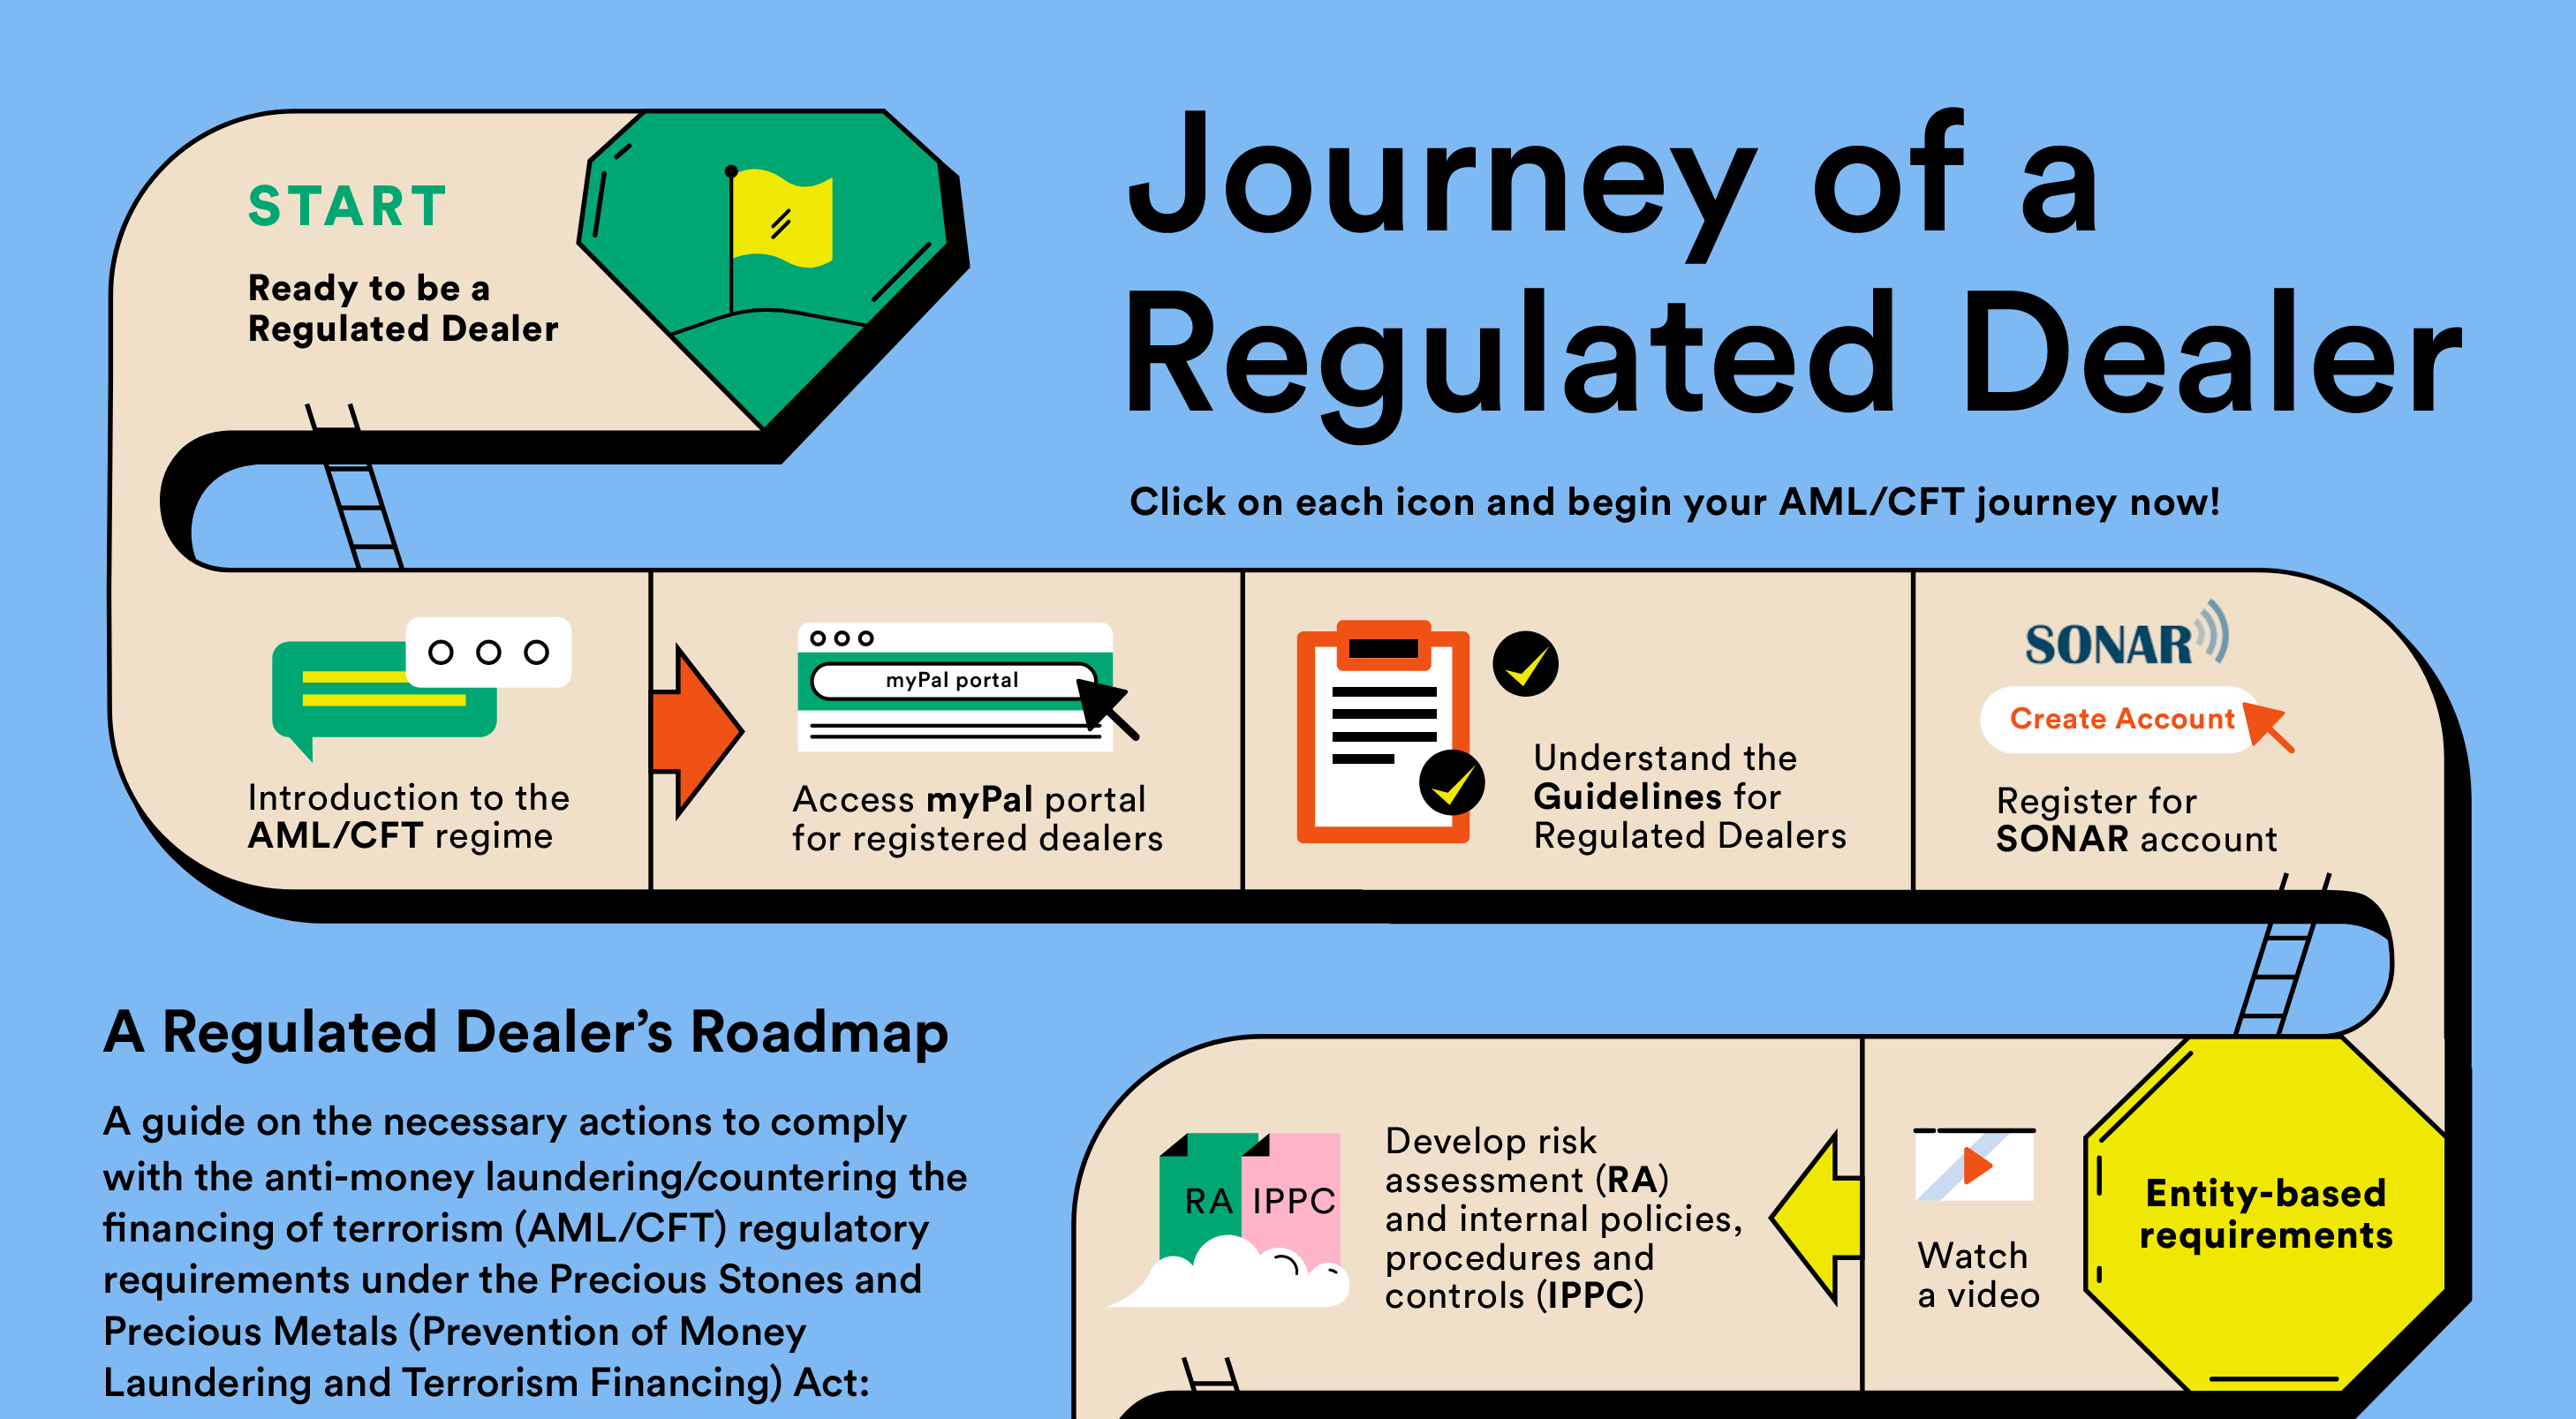 Journey of a
Regulated Dealer
Click on each icon and begin your AML/CFT journey now!
START
Ready to be a
Regulated Dealer
Introduction to the
AML/CFT regime
myPal portal
Access myPal portal
for registered dealers
Understand the
Guidelines for
Regulated Dealers
SONAR
Create Account
Register for
SONAR account
Entity-based
requirements
Watch
a video
RA IPPC
Develop risk
assessment (RA)
and internal policies,
procedures and
controls (IPPC)
A Regulated Dealer’s Roadmap
A guide on the necessary actions to comply
with the anti-money laundering/countering the
financing of terrorism (AML/CFT) regulatory
requirements under the Precious Stones and
Precious Metals (Prevention of Money
Laundering and Terrorism Financing) Act: